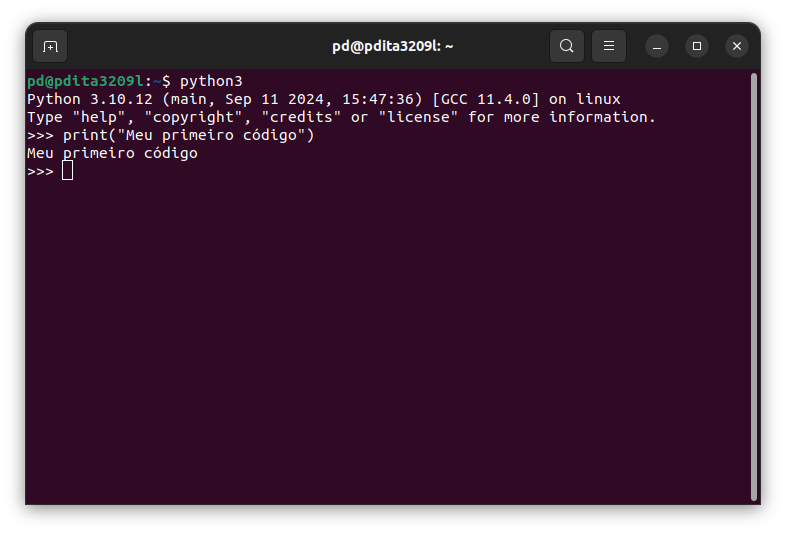 pd@pdita3209l: ~
pd@pdita3209l:~$ python3
Python 3.10.12 (main, Sep 11 2024, 15:47:36) [GCC 11.4.0] on linux
Type "help", "copyright", "credits" or "license" for more information.
>>> print("Meu primeiro código")
Meu primeiro código
>>>